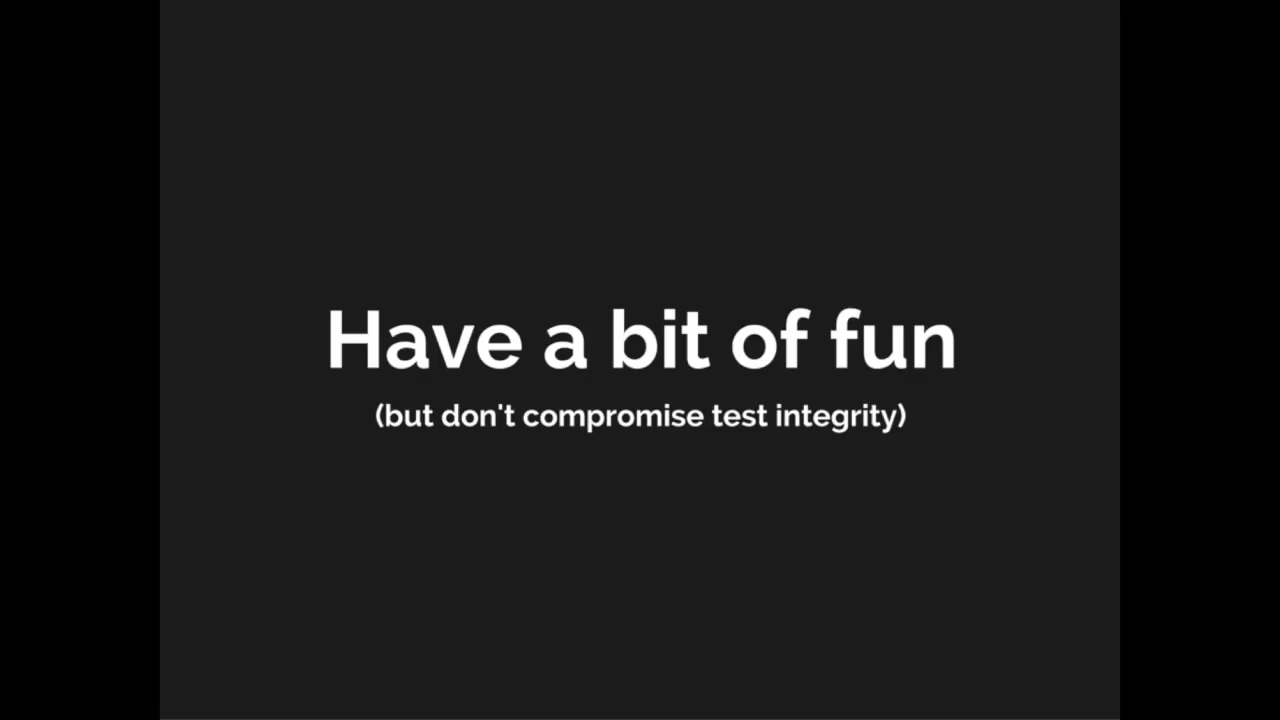 Have a bit of fun
(but don't compromise test integrity)